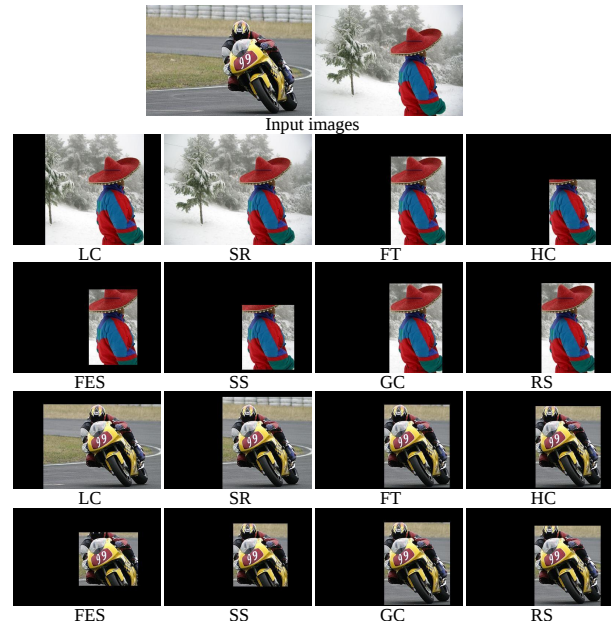 99
Input images
LC SR FT HC
FES SS GC RS
99 99 99 99
LC SR FT HC
99 99 99 99
FES SS GC RS